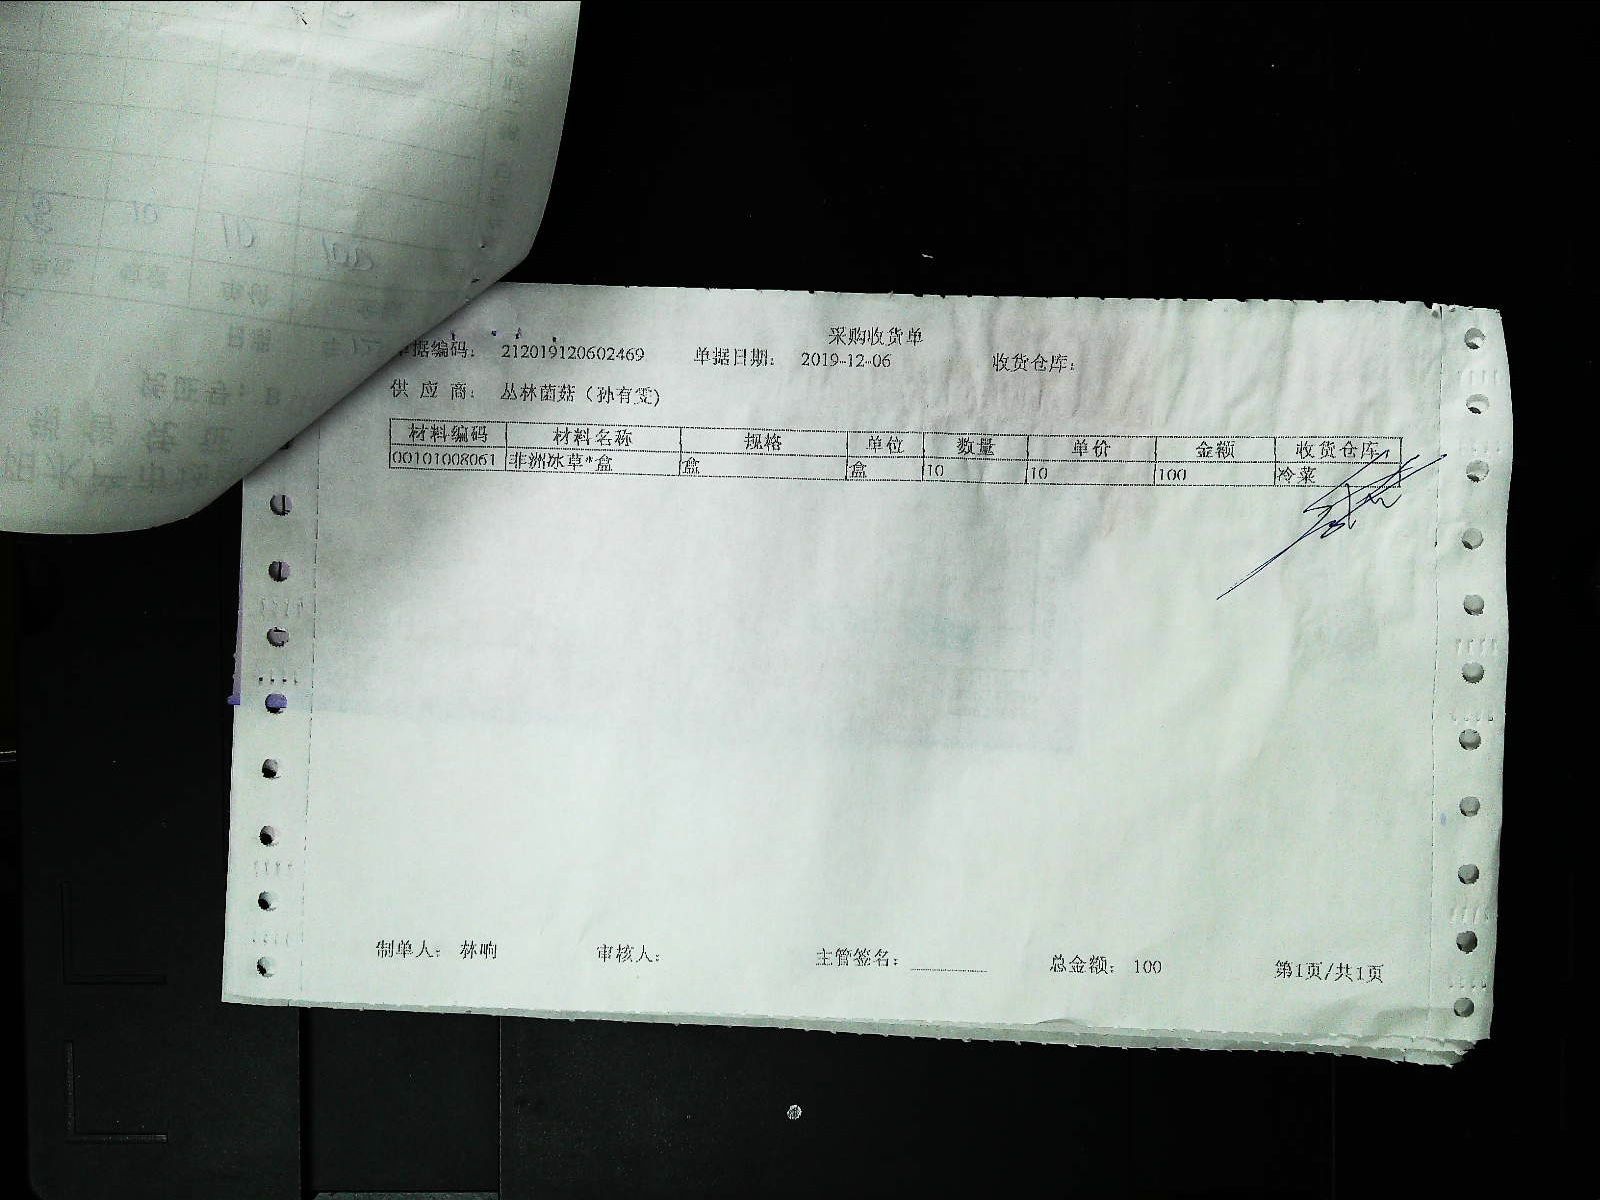 采购收货单
单据编码： 212019120602469 单据日期： 2019-12-06 收货仓库：
供 应 商： 丛林菌菇（孙有雯）
材料编码 材料名称 规格 单位 数量 单价 金额 收货仓库
00101008061 非洲冰草*盒 盒 盒 10 10 100 冷菜
制单人： 林响 审核人： 主管签名： 总金额： 100 第1页/共1页